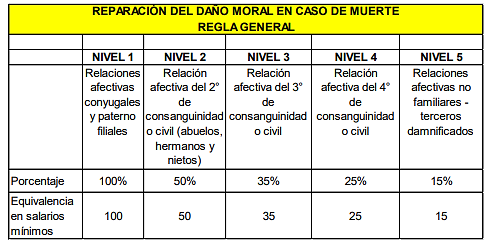 REPARACIÓN DEL DAÑO MORAL EN CASO DE MUERTE
REGLA GENERAL
NIVEL 1
NIVEL 2
NIVEL 3
NIVEL 4
NIVEL 5
Relaciones
afectivas
conyugales
y paterno
filiales
Relación
afectiva del 2°
de
consanguinidad
o civil (abuelos,
hermanos y
nietos)
Relación
afectiva del 3°
de
consanguinidad
o civil
Relación
afectiva del 4°
de
consanguinidad
o civil
Relaciones
afectivas no
familiares -
terceros
damnificados
Porcentaje
100%
50%
35%
25%
15%
Equivalencia
en salarios
mínimos
100
50
35
25
15